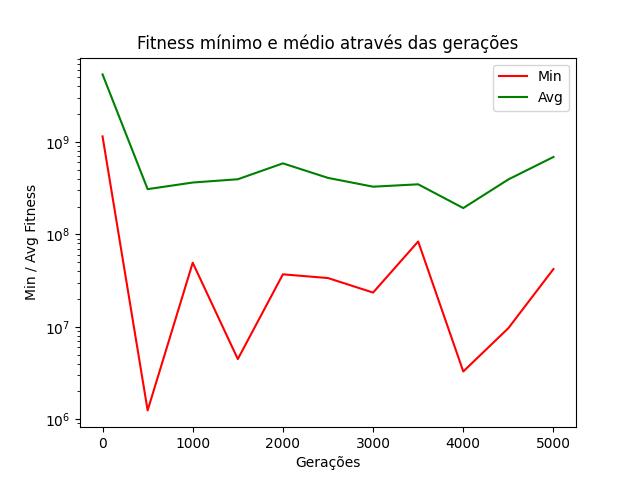 Fitness mínimo e médio através das gerações
Min
Avg
Min / Avg Fitness
10⁹
10⁸
10⁷
10⁶
0 1000 2000 3000 4000 5000
Gerações